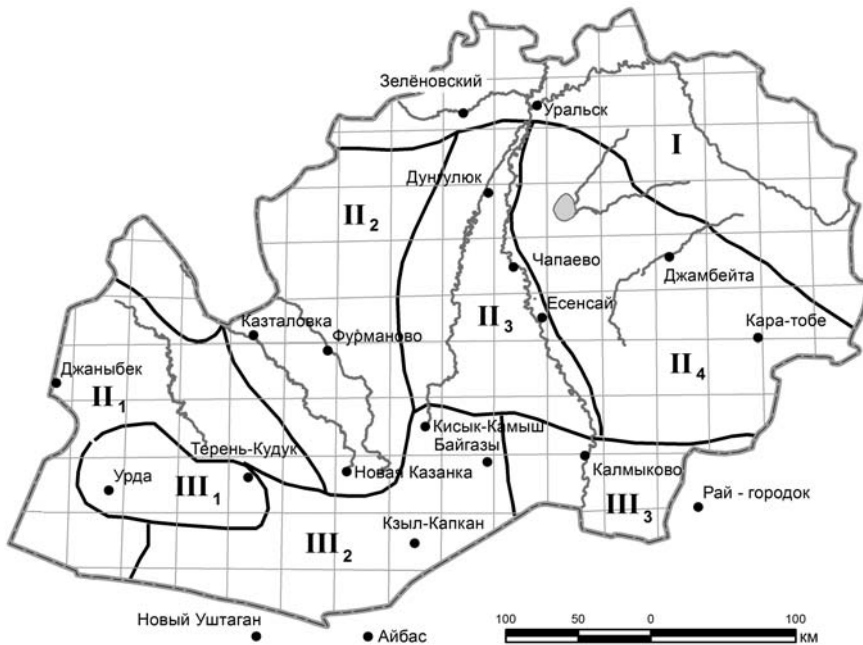 Зелёновский
Уральск
I
Дунгулюк
II2
Чапаево
Джамбейта
Есенсай
Казталовка
Фурманово
II3
Кара-тобе
Джаныбек
II1
II4
Кисык-Камыш
Байгазы
Терень-Кудук
Новая Казанка
Калмыково
Урда
III1
Рай - городок
III3
Кзыл-Капкан
III2
Новый Уштаган
Айбас
100 50 0 100
км